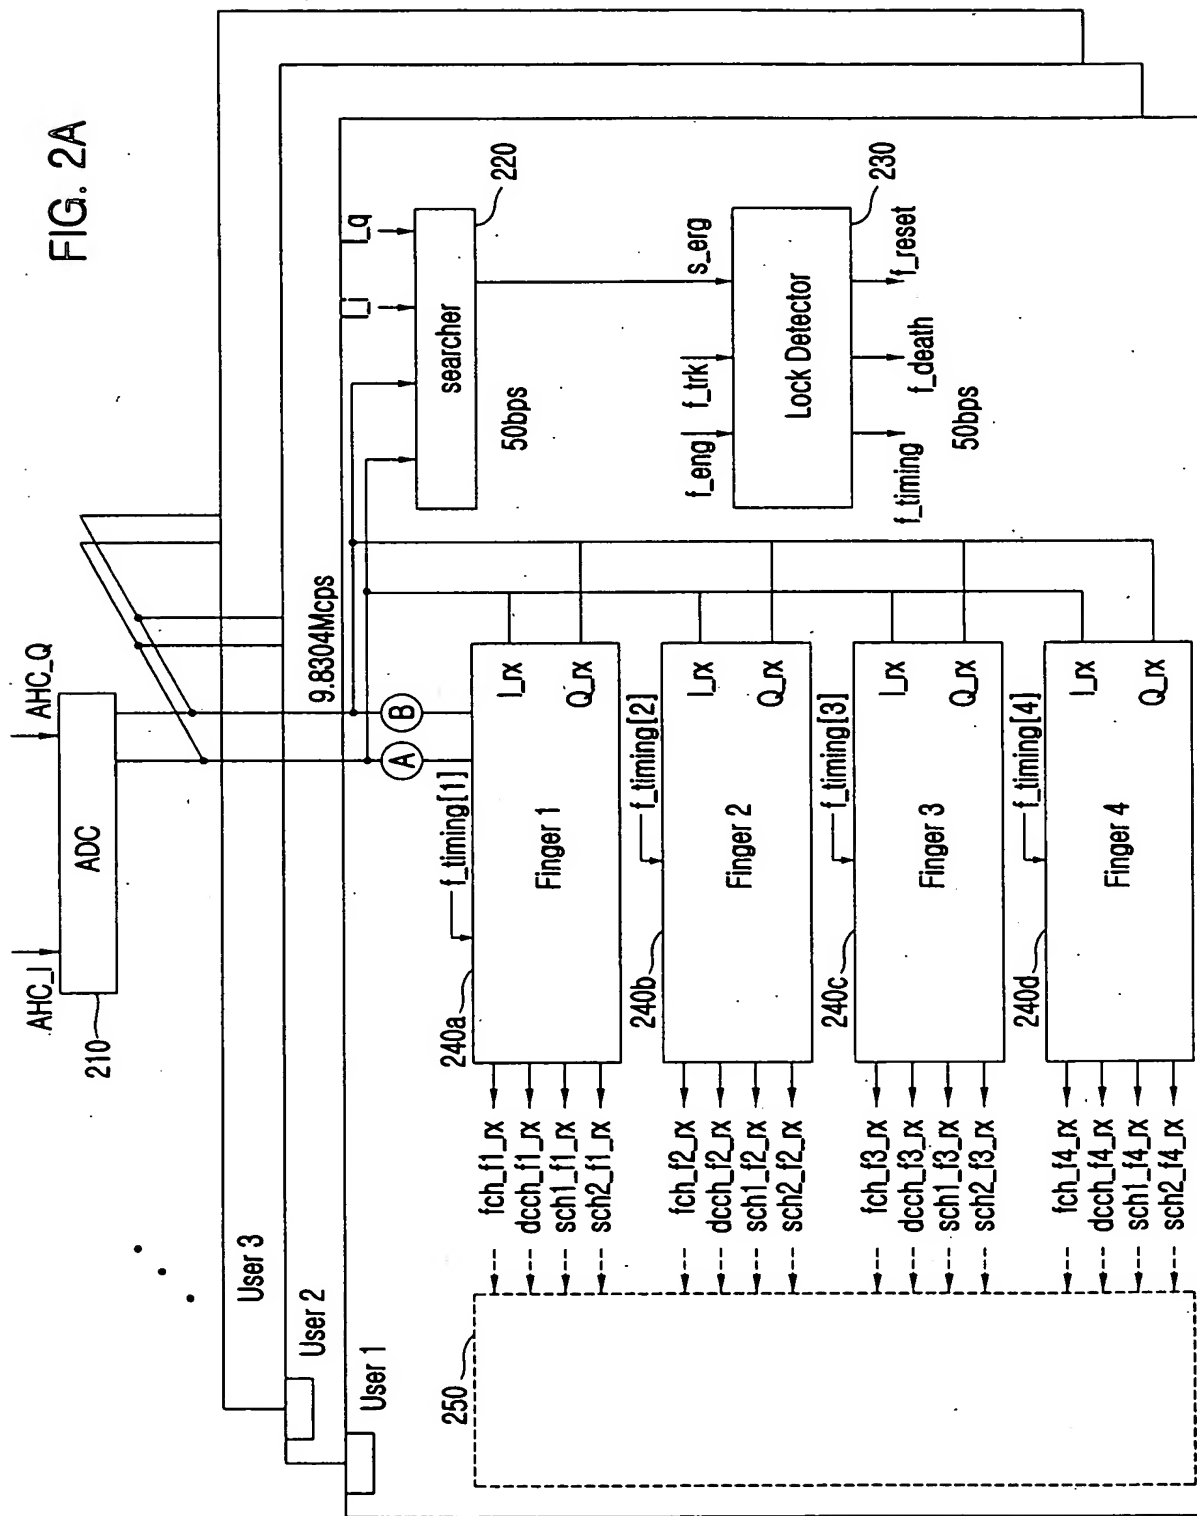 FIG. 2A
AHC_I
AHC_Q
ADC
210
User 3
User 2
User 1
9.8304Mcps
A
B
i_i
i_q
searcher
220
50bps
s_erg
f_eng
f_trk
Lock Detector
230
f_timing
f_death
f_reset
50bps
f_timing[1]
240a
Finger 1
I_rx
Q_rx
fch_f1_rx
dcch_f1_rx
sch1_f1_rx
sch2_f1_rx
f_timing[2]
240b
Finger 2
I_rx
Q_rx
fch_f2_rx
dcch_f2_rx
sch1_f2_rx
sch2_f2_rx
f_timing[3]
240c
Finger 3
I_rx
Q_rx
fch_f3_rx
dcch_f3_rx
sch1_f3_rx
sch2_f3_rx
f_timing[4]
240d
Finger 4
I_rx
Q_rx
fch_f4_rx
dcch_f4_rx
sch1_f4_rx
sch2_f4_rx
250